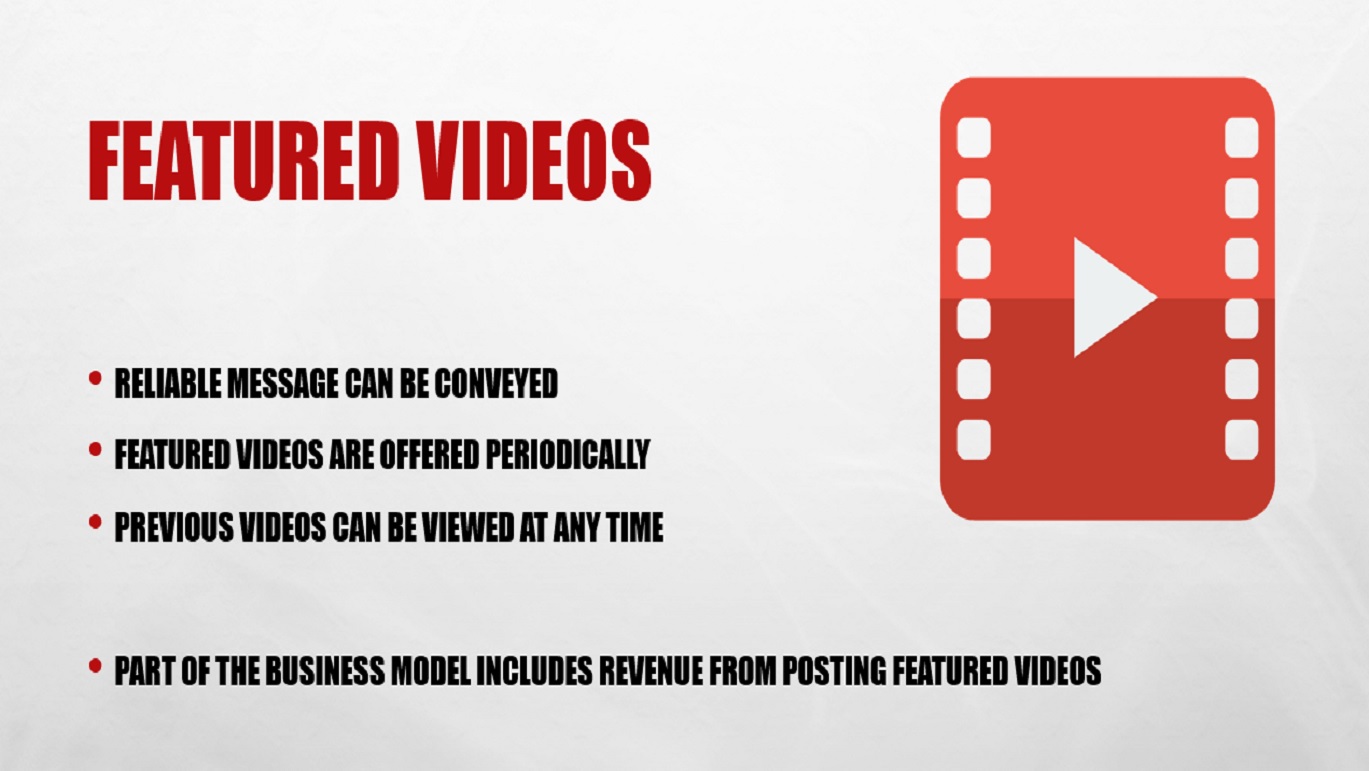 FEATURED VIDEOS
• RELIABLE MESSAGE CAN BE CONVEYED
• FEATURED VIDEOS ARE OFFERED PERIODICALLY
• PREVIOUS VIDEOS CAN BE VIEWED AT ANY TIME
• PART OF THE BUSINESS MODEL INCLUDES REVENUE FROM POSTING FEATURED VIDEOS